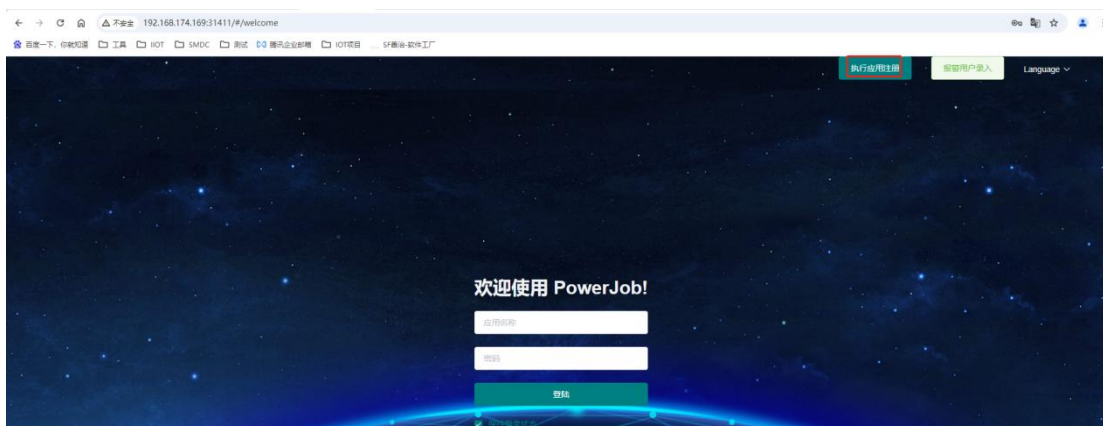 不安全 192.168.174.169:31411/#/welcome
百度一下，你就知道 工具 IIOT SMDC 测试 腾讯企业邮箱 IOT项目 SF善治-软件工厂
执行应用注册 报警用户录入 Language
欢迎使用 PowerJob!
应用名称
密码
登陆